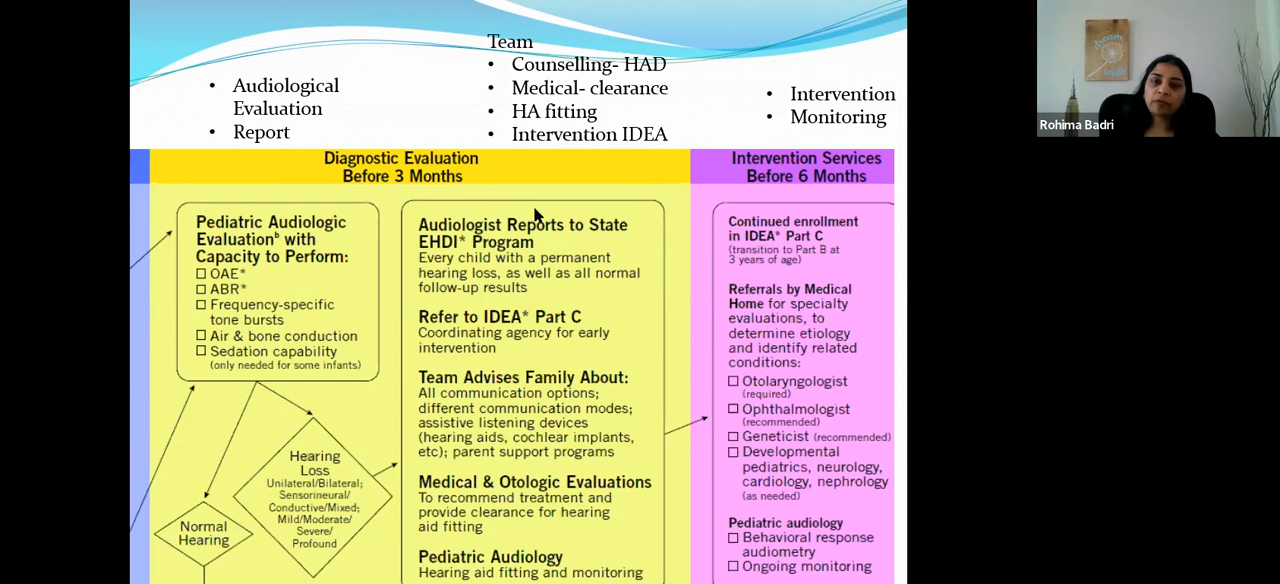 Team
• Counselling- HAD
• Medical- clearance
• HA fitting
• Intervention IDEA
• Audiological
Evaluation
• Report
• Intervention
• Monitoring
Rohima Badri
Diagnostic Evaluation
Before 3 Months
Intervention Services
Before 6 Months
Pediatric Audiologic
Evaluationᵇ with
Capacity to Perform:
☐ OAE*
☐ ABR*
☐ Frequency-specific
tone bursts
☐ Air & bone conduction
☐ Sedation capability
(only needed for some infants)
Hearing
Loss
Unilateral/Bilateral;
Sensorineural/
Conductive/Mixed;
Mild/Moderate/
Severe/
Profound
Normal
Hearing
Audiologist Reports to State
EHDI* Program
Every child with a permanent
hearing loss, as well as all normal
follow-up results
Refer to IDEA* Part C
Coordinating agency for early
intervention
Team Advises Family About:
All communication options;
different communication modes;
assistive listening devices
(hearing aids, cochlear implants,
etc); parent support programs
Medical & Otologic Evaluations
To recommend treatment and
provide clearance for hearing
aid fitting
Pediatric Audiology
Hearing aid fitting and monitoring
Continued enrollment
in IDEA* Part C
(transition to Part B at
3 years of age)
Referrals by Medical
Home for specialty
evaluations, to
determine etiology
and identify related
conditions:
☐ Otolaryngologist
(required)
☐ Ophthalmologist
(recommended)
☐ Geneticist (recommended)
☐ Developmental
pediatrics, neurology,
cardiology, nephrology
(as needed)
Pediatric audiology
☐ Behavioral response
audiometry
☐ Ongoing monitoring